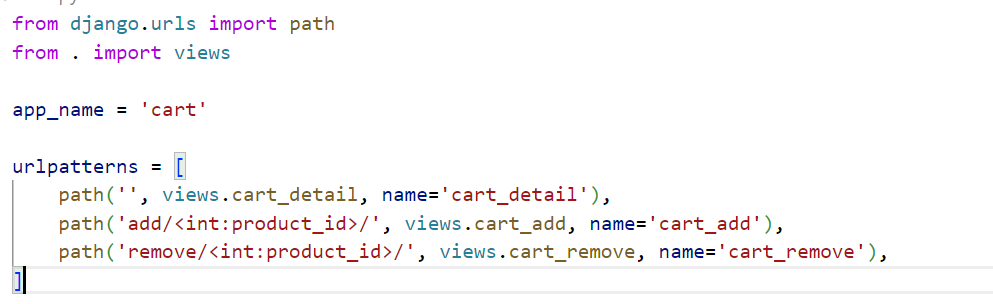 from django.urls import path
from . import views

app_name = 'cart'

urlpatterns = [
    path('', views.cart_detail, name='cart_detail'),
    path('add/<int:product_id>/', views.cart_add, name='cart_add'),
    path('remove/<int:product_id>/', views.cart_remove, name='cart_remove'),
]